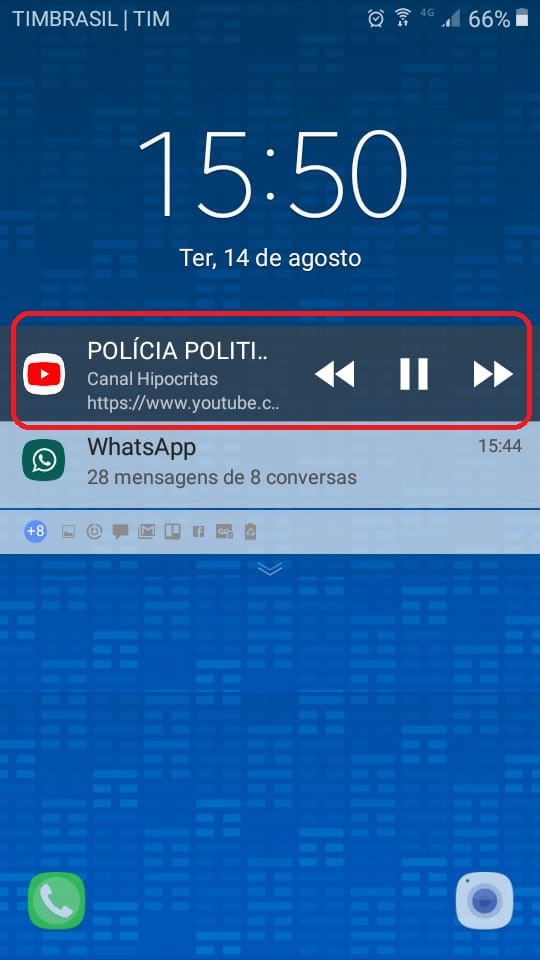 TIMBRASIL | TIM 4G 66%
15:50
Ter, 14 de agosto
POLÍCIA POLITI..
Canal Hipocritas
https://www.youtube.c..
WhatsApp 15:44
28 mensagens de 8 conversas
+8